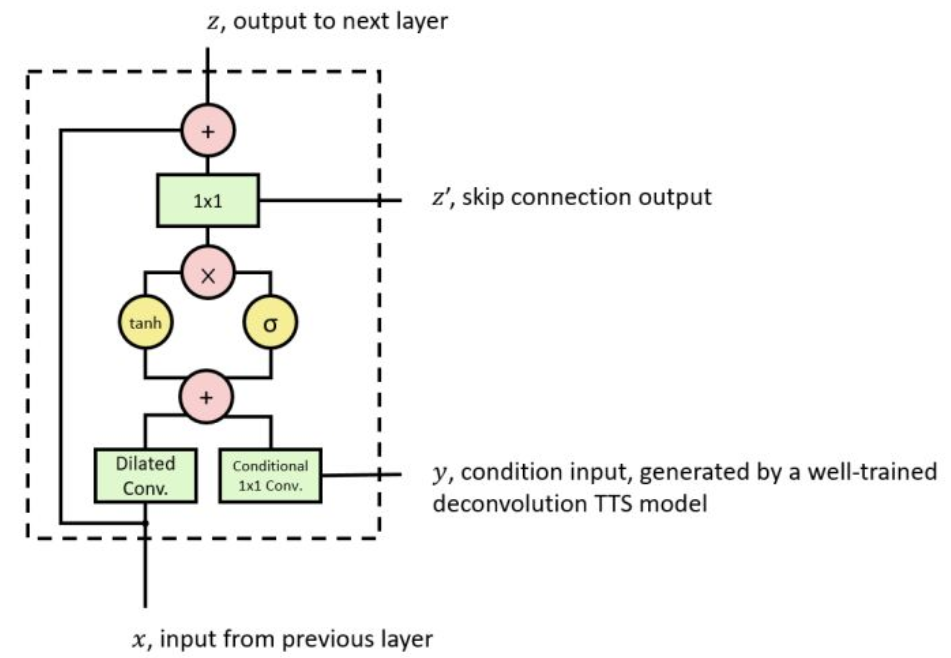 z, output to next layer
+
1x1
z', skip connection output
×
tanh
σ
+
Dilated
Conv.
Conditional
1x1 Conv.
y, condition input, generated by a well-trained
deconvolution TTS model
x, input from previous layer